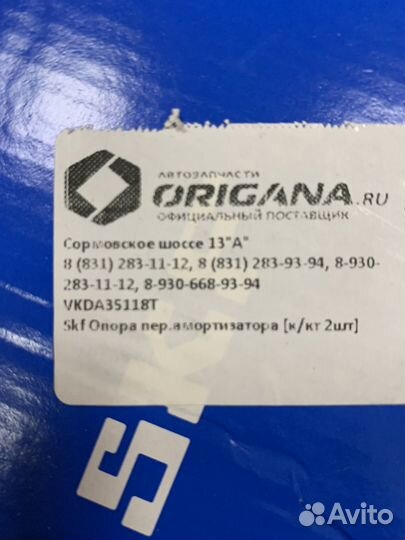 АВТОЗАПЧАСТИ
ORIGANA.RU
ОФИЦИАЛЬНЫЙ ПОСТАВЩИК
Сормовское шоссе 13"А"
8 (831) 283-11-12, 8 (831) 283-93-94, 8-930-
283-11-12, 8-930-668-93-94
VKDA35118T
Skf Опора пер.амортизатора [к/кт 2шт]
SKF
Avito